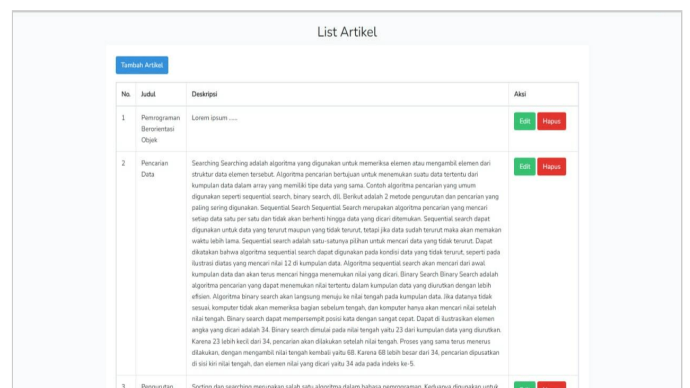 List Artikel
Tambah Artikel
No. Judul Deskripsi Aksi
1 Pemrograman Lorem ipsum ..... Edit Hapus
Berorientasi
Objek
2 Pencarian Searching Searching adalah algoritma yang digunakan untuk memeriksa elemen atau mengambil elemen dari Edit Hapus
Data struktur data elemen tersebut. Algoritma pencarian bertujuan untuk menemukan suatu data tertentu dari
kumpulan data dalam array yang memiliki tipe data yang sama. Contoh algoritma pencarian yang umum
digunakan seperti sequential search, binary search, dll. Berikut adalah 2 metode pengurutan dan pencarian yang
paling sering digunakan. Sequential Search Sequential Search merupakan algoritma pencarian yang mencari
setiap data satu per satu dan tidak akan berhenti hingga data yang dicari ditemukan. Sequential search dapat
digunakan untuk data yang terurut maupun yang tidak terurut, tetapi jika data sudah terurut maka akan memakan
waktu lebih lama. Sequential search adalah satu-satunya pilihan untuk mencari data yang tidak terurut. Dapat
dikatakan bahwa algoritma sequential search dapat digunakan pada kondisi data yang tidak terurut, seperti pada
ilustrasi diatas yang mencari nilai 12 di kumpulan data. Algoritma sequential search akan mencari dari awal
kumpulan data dan akan terus mencari hingga menemukan nilai yang dicari. Binary Search Binary Search adalah
algoritma pencarian yang dapat menemukan nilai tertentu dalam kumpulan data yang diurutkan dengan lebih
efisien. Algoritma binary search akan langsung menuju ke nilai tengah pada kumpulan data. Jika datanya tidak
sesuai, komputer tidak akan memeriksa bagian sebelum tengah, dan komputer hanya akan mencari nilai setelah
nilai tengah. Binary search dapat mempersempit posisi kata dengan sangat cepat. Dapat di ilustrasikan elemen
angka yang dicari adalah 34. Binary search dimulai pada nilai tengah yaitu 23 dari kumpulan data yang diurutkan.
Karena 23 lebih kecil dari 34, pencarian akan dilakukan setelah nilai tengah. Proses yang sama terus menerus
dilakukan, dengan mengambil nilai tengah kembali yaitu 68. Karena 68 lebih besar dari 34, pencarian dipusatkan
di sisi kiri nilai tengah, dan elemen nilai yang dicari yaitu 34 ada pada indeks ke-5.
3 Pengurutan Sorting dan searching merupakan salah satu algoritma dalam bahasa pemrograman. Keduanya digunakan untuk